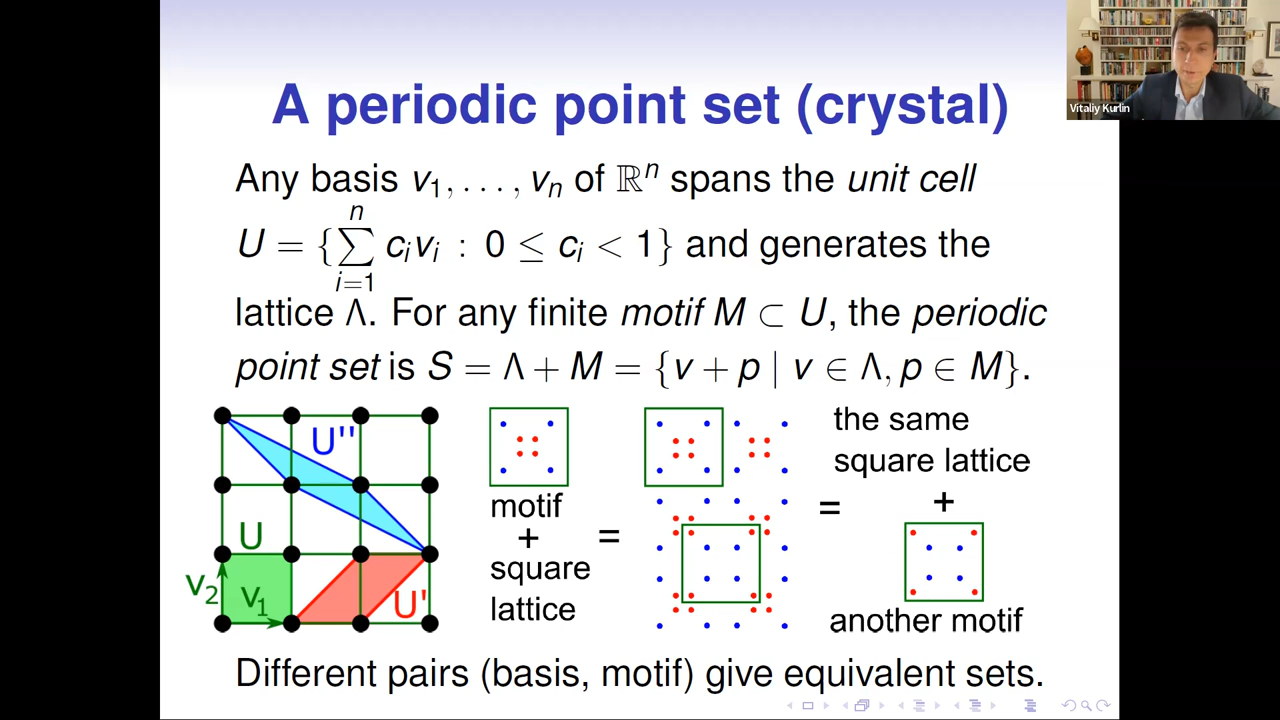 Vitaliy Kurlin
A periodic point set (crystal)
Any basis v₁, . . . , vₙ of ℝⁿ spans the unit cell
U = {∑ⁿᵢ₌₁ cᵢvᵢ : 0 ≤ cᵢ < 1} and generates the
lattice Λ. For any finite motif M ⊂ U, the periodic
point set is S = Λ + M = {v + p | v ∈ Λ, p ∈ M}.
U''
U
v₂
v₁
U'
motif
+
square
lattice
=
=
the same
square lattice
+
another motif
Different pairs (basis, motif) give equivalent sets.